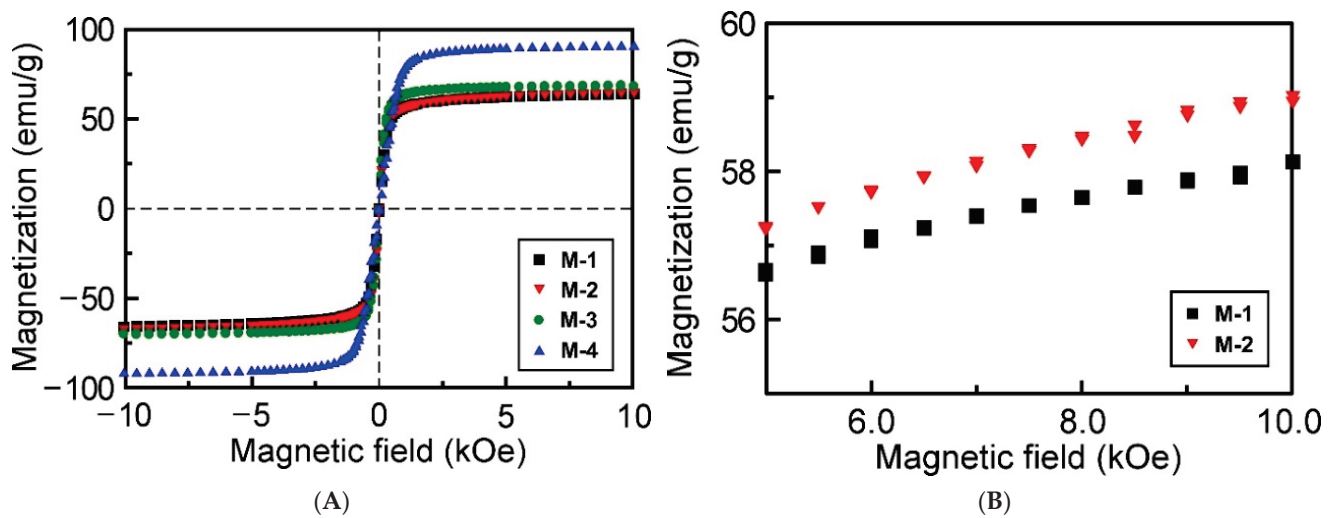 100
50
0
−50
−100
−10
−5
0
5
10
Magnetization (emu/g)
Magnetic field (kOe)
M-1
M-2
M-3
M-4
(A)
60
58
56
6.0
8.0
10.0
Magnetization (emu/g)
Magnetic field (kOe)
M-1
M-2
(B)